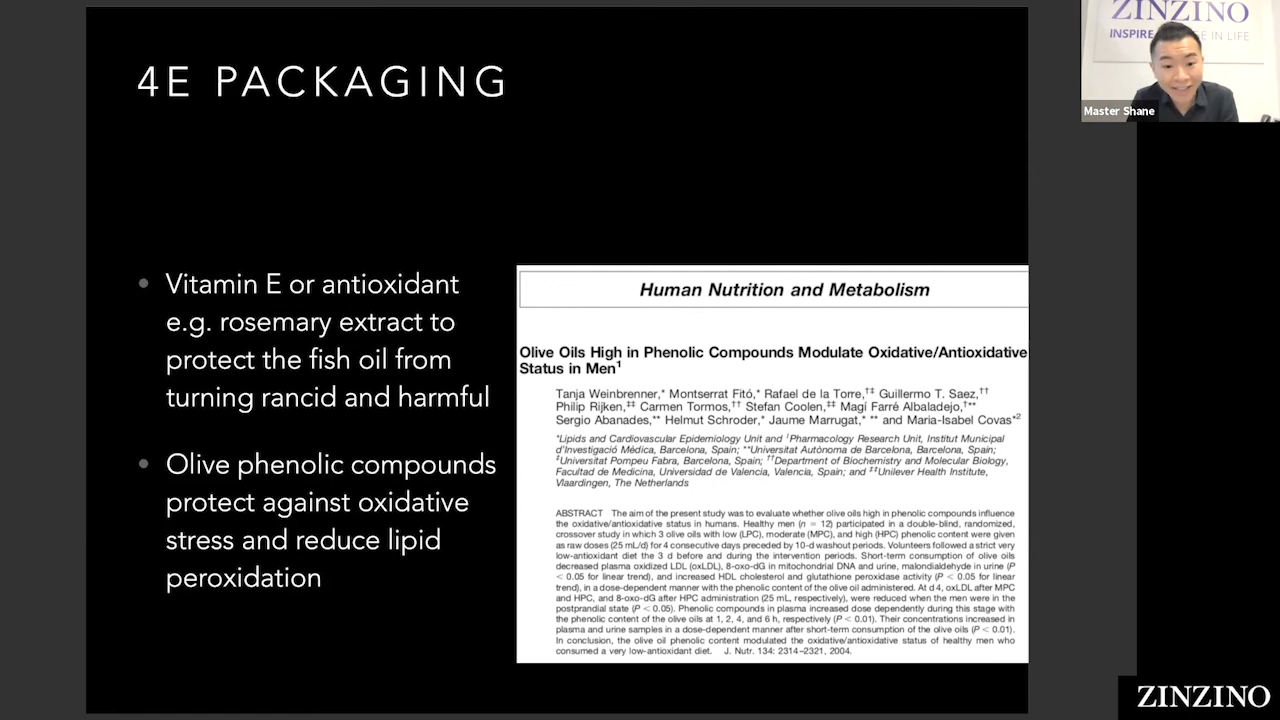 4E PACKAGING
Vitamin E or antioxidant
e.g. rosemary extract to
protect the fish oil from
turning rancid and harmful
Olive phenolic compounds
protect against oxidative
stress and reduce lipid
peroxidation
Human Nutrition and Metabolism
Olive Oils High in Phenolic Compounds Modulate Oxidative/Antioxidative
Status in Men1
Tanja Weinbrenner,* Montserrat Fitó,* Rafael de la Torre,†‡ Guillermo T. Saez,††
Philip Rijken,‡‡ Carmen Tormos,†† Stefan Coolen,‡‡ Magí Farré Albaladejo,†**
Sergio Abanades,** Helmut Schroder,* Jaume Marrugat,* ** and Maria-Isabel Covas*2
*Lipids and Cardiovascular Epidemiology Unit and †Pharmacology Research Unit, Institut Municipal
d'Investigació Mèdica, Barcelona, Spain; **Universitat Autònoma de Barcelona, Barcelona, Spain;
‡Universitat Pompeu Fabra, Barcelona, Spain; ††Department of Biochemistry and Molecular Biology,
Facultad de Medicina, Universidad de Valencia, Valencia, Spain; and ‡‡Unilever Health Institute,
Vlaardingen, The Netherlands
ABSTRACT The aim of the present study was to evaluate whether olive oils high in phenolic compounds influence
the oxidative/antioxidative status in humans. Healthy men (n = 12) participated in a double-blind, randomized,
crossover study in which 3 olive oils with low (LPC), moderate (MPC), and high (HPC) phenolic content were given
as raw doses (25 mL/d) for 4 consecutive days preceded by 10-d washout periods. Volunteers followed a strict very
low-antioxidant diet the 3 d before and during the intervention periods. Short-term consumption of olive oils
decreased plasma oxidized LDL (oxLDL), 8-oxo-dG in mitochondrial DNA and urine, malondialdehyde in urine (P
< 0.05 for linear trend), and increased HDL cholesterol and glutathione peroxidase activity (P < 0.05 for linear
trend), in a dose-dependent manner with the phenolic content of the olive oil administered. At d 4, oxLDL after MPC
and HPC, and 8-oxo-dG after HPC administration (25 mL, respectively), were reduced when the men were in the
postprandial state (P < 0.05). Phenolic compounds in plasma increased dose dependently during this stage with
the phenolic content of the olive oils at 1, 2, 4, and 6 h, respectively (P < 0.01). Their concentrations increased in
plasma and urine samples in a dose-dependent manner after short-term consumption of the olive oils (P < 0.01).
In conclusion, the olive oil phenolic content modulated the oxidative/antioxidative status of healthy men who
consumed a very low-antioxidant diet. J. Nutr. 134: 2314–2321, 2004.
ZINZINO
INSPIRE
E IN LIFE
Master Shane
ZINZINO